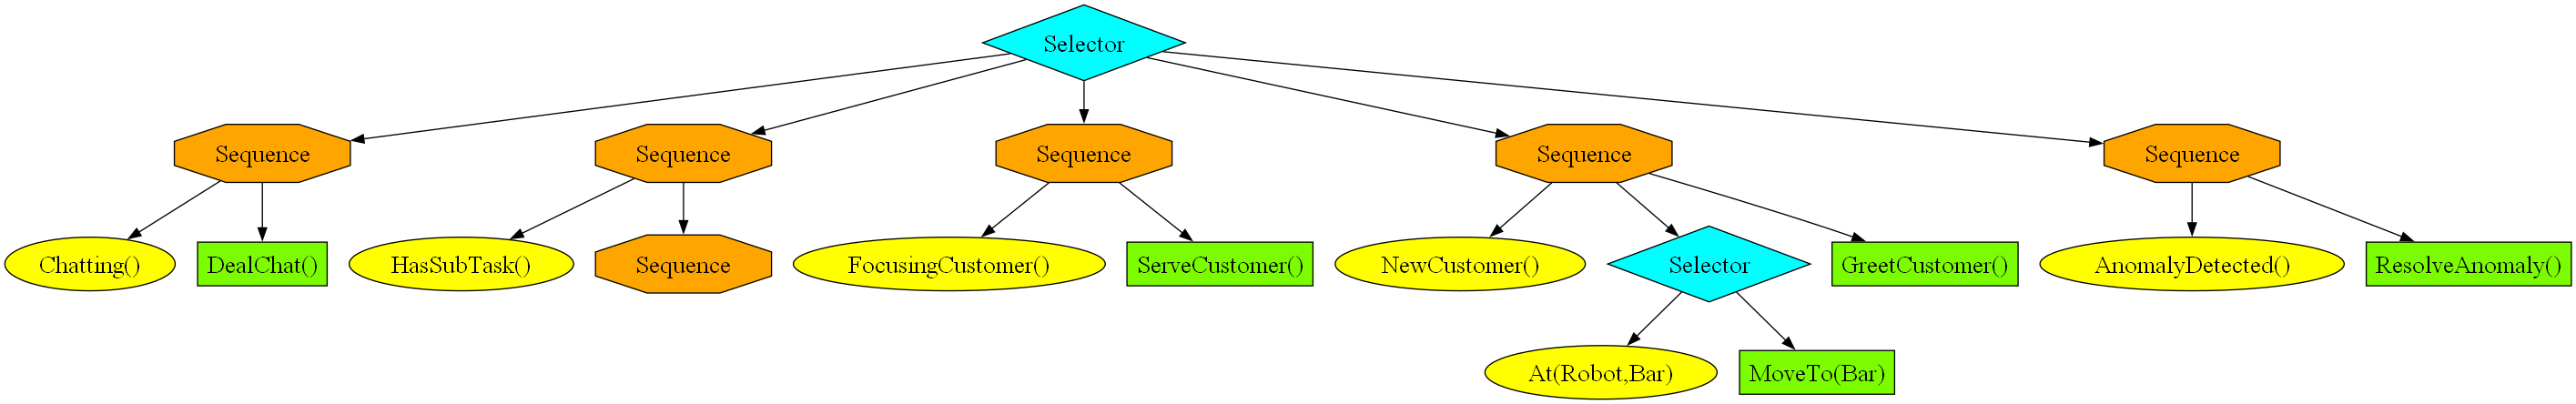 Selector
Sequence
Sequence
Sequence
Sequence
Sequence
Chatting()
DealChat()
HasSubTask()
Sequence
FocusingCustomer()
ServeCustomer()
NewCustomer()
Selector
GreetCustomer()
AnomalyDetected()
ResolveAnomaly()
At(Robot,Bar)
MoveTo(Bar)